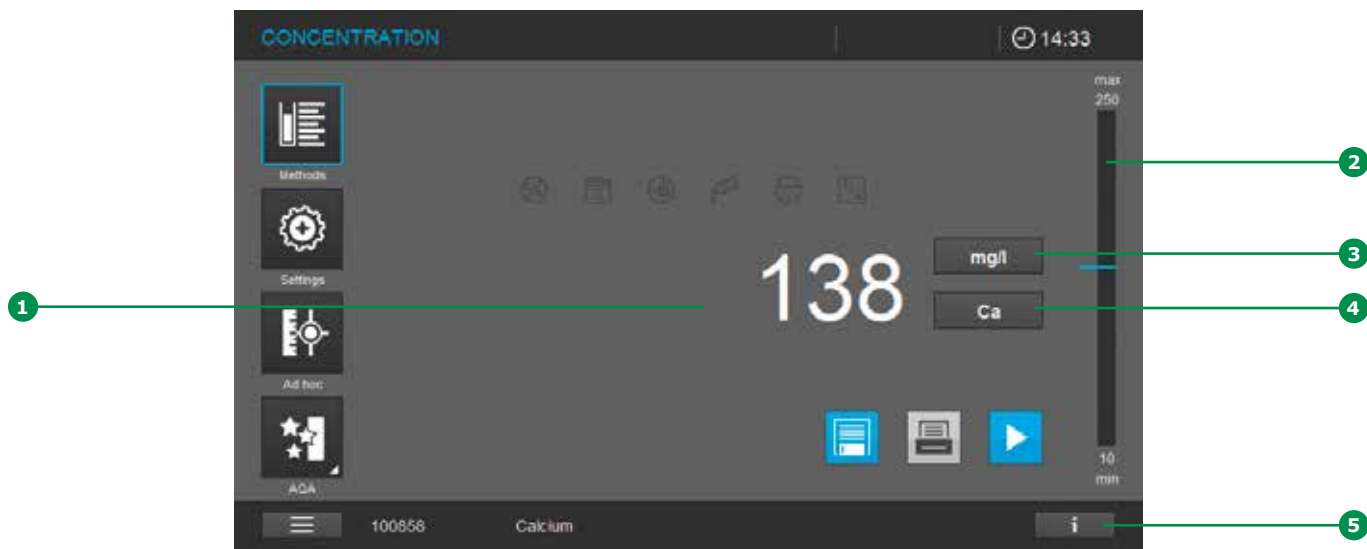 CONCENTRATION
14:33
max
250
Methods
2
Settings
138
mg/l
3
1
Ca
4
Ad hoc
10
min
AQA
100858 Calcium
i
5